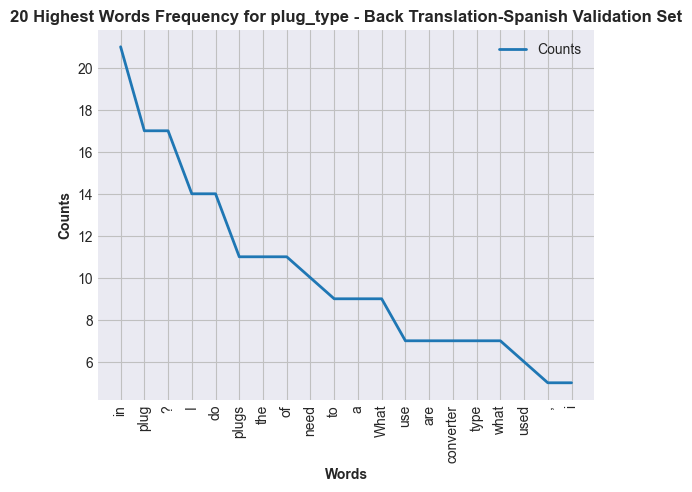 20 Highest Words Frequency for plug_type - Back Translation-Spanish Validation Set
Counts
20
18
16
14
12
10
8
6
Counts
in
plug
?
I
do
plugs
the
of
need
to
a
What
use
are
converter
type
what
used
,
i
Words